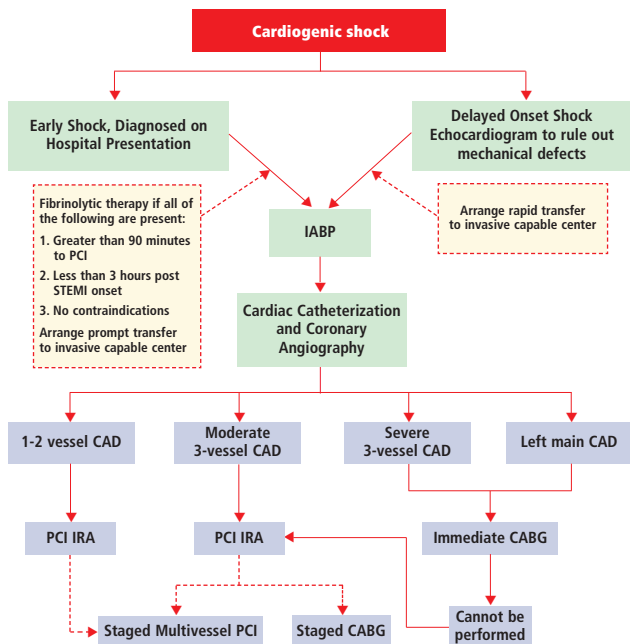 Cardiogenic shock
Early Shock, Diagnosed on
Hospital Presentation
Delayed Onset Shock
Echocardiogram to rule out
mechanical defects
Fibrinolytic therapy if all of
the following are present:
1. Greater than 90 minutes
to PCI
2. Less than 3 hours post
STEMI onset
3. No contraindications
Arrange prompt transfer
to invasive capable center
Arrange rapid transfer
to invasive capable center
IABP
Cardiac Catheterization
and Coronary
Angiography
1-2 vessel CAD
Moderate
3-vessel CAD
Severe
3-vessel CAD
Left main CAD
PCI IRA
PCI IRA
Immediate CABG
Staged Multivessel PCI
Staged CABG
Cannot be
performed